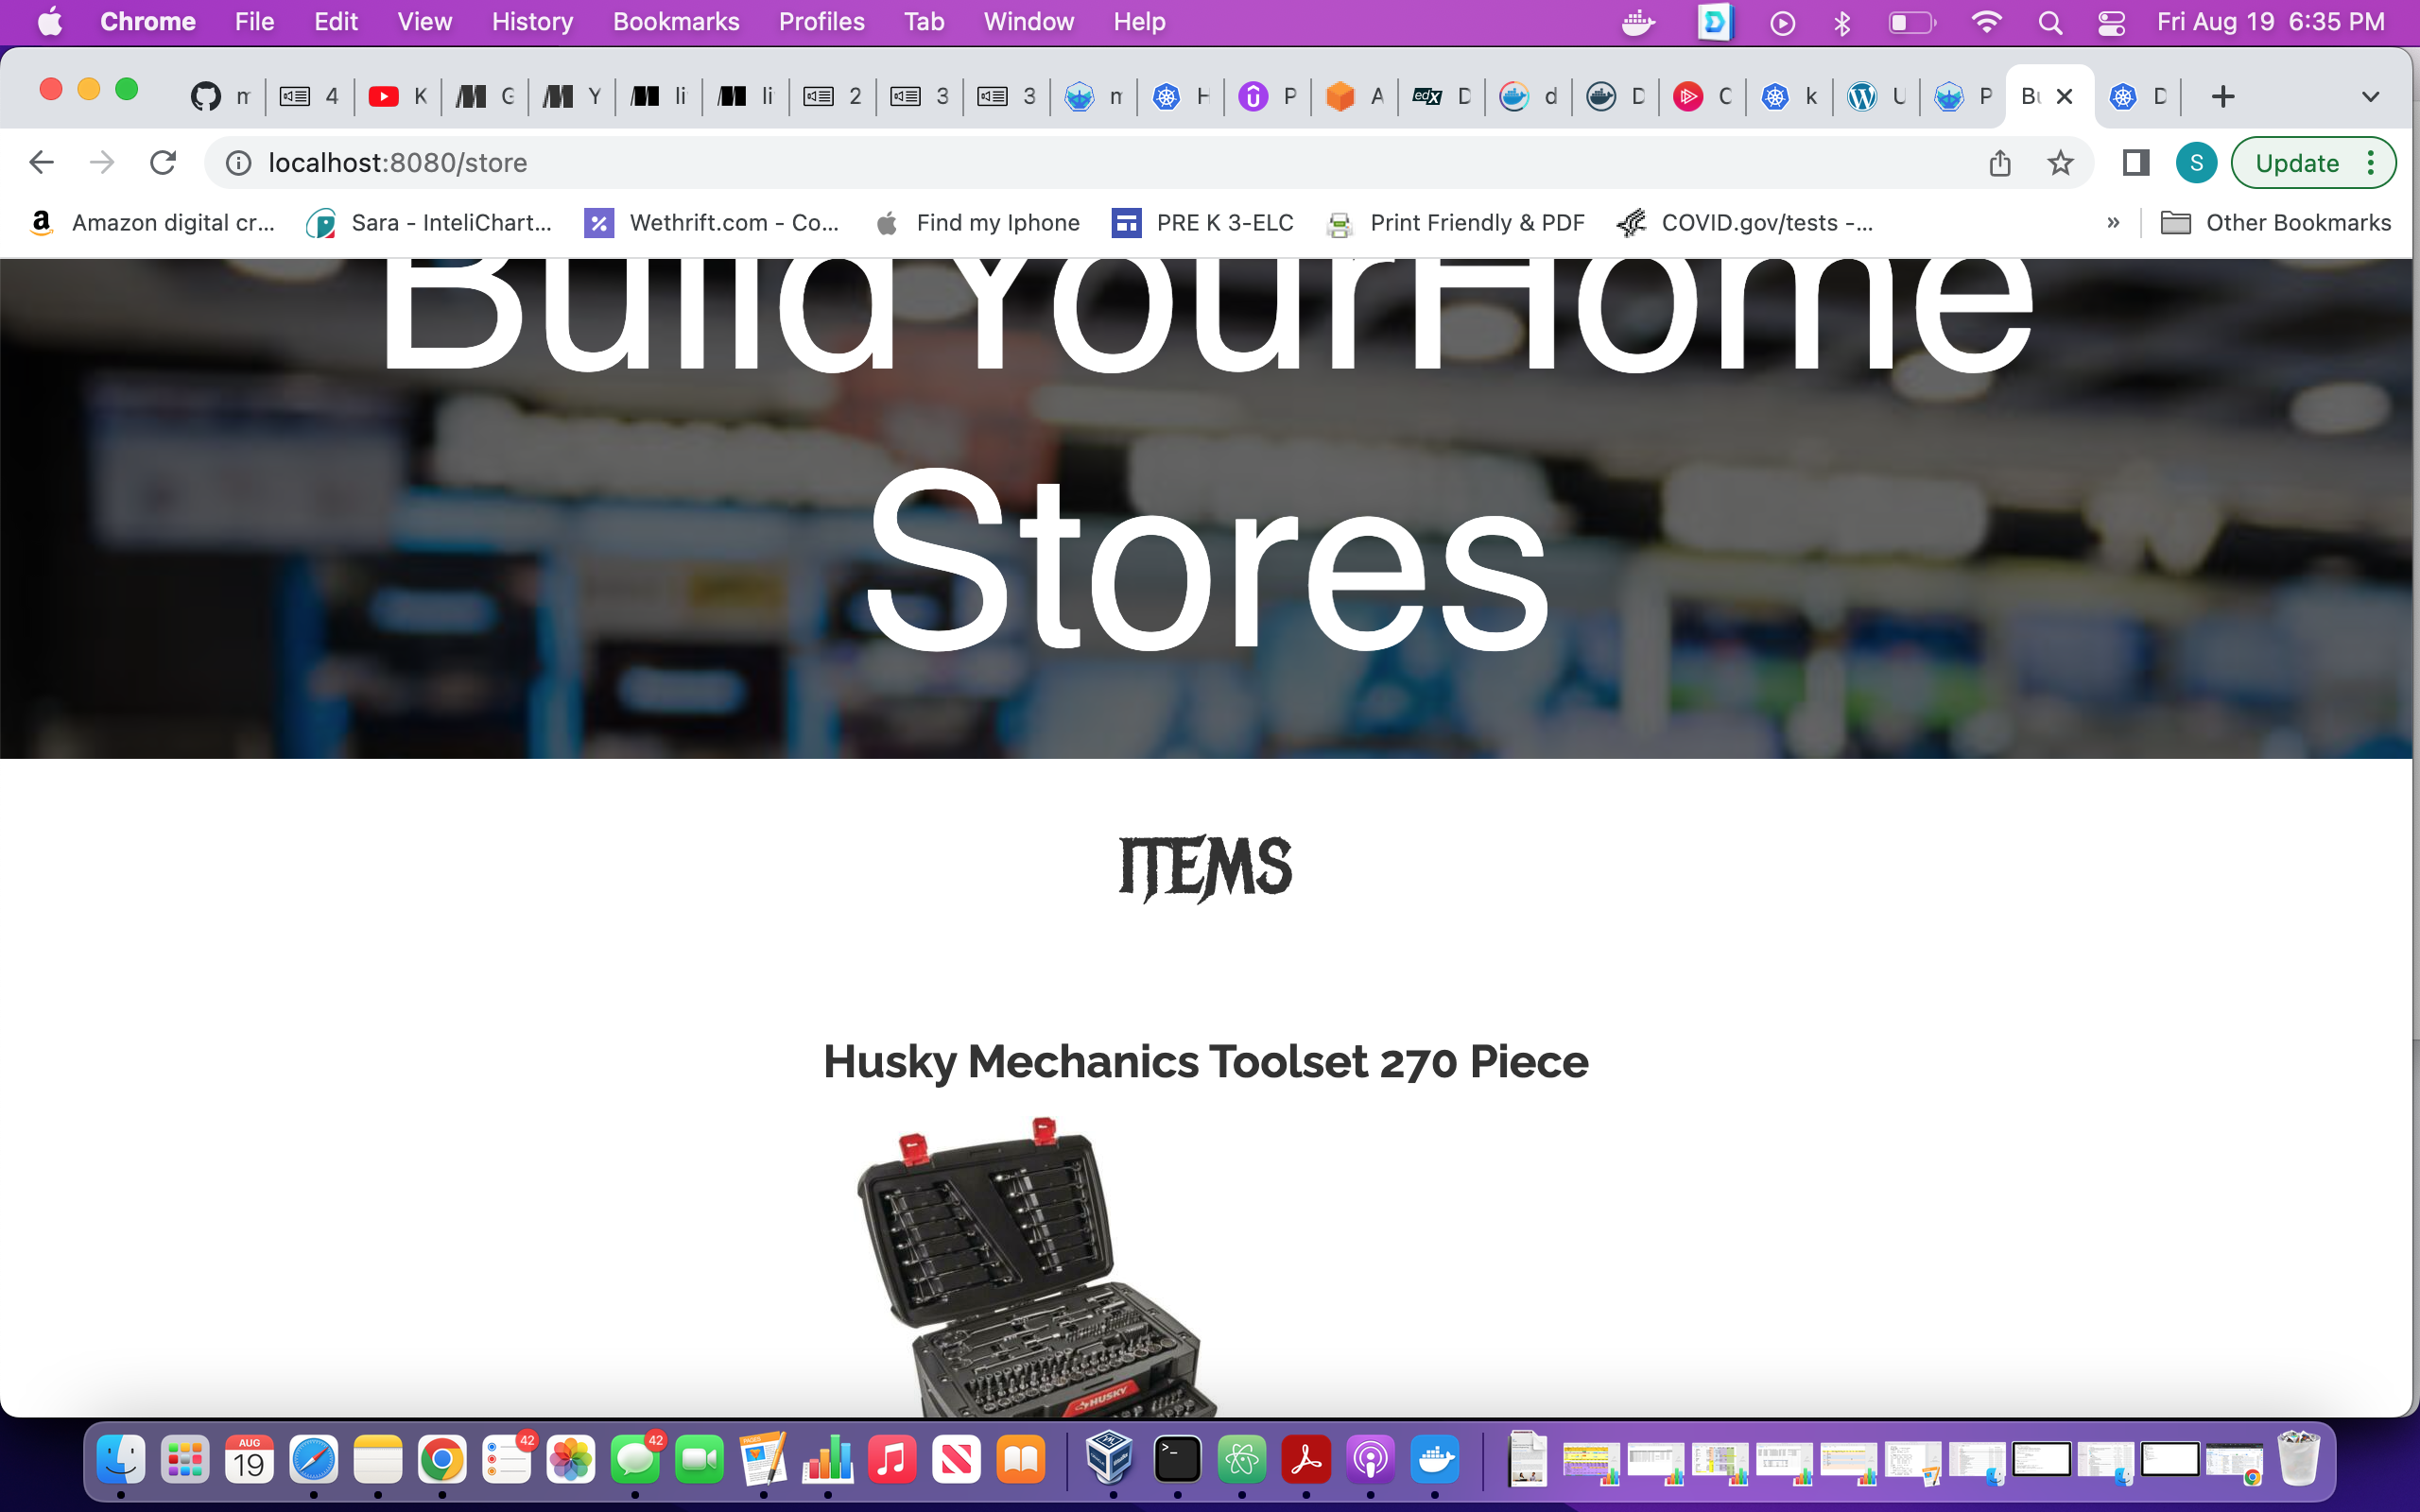 Chrome File Edit View History Bookmarks Profiles Tab Window Help Fri Aug 19 6:35 PM
m 4 K G Y li li 2 3 3 m H P A edX D d D C k U P Bu D
localhost:8080/store Update
S
Amazon digital cr... Sara - InteliChart... Wethrift.com - Co... Find my Iphone PRE K 3-ELC Print Friendly & PDF COVID.gov/tests -... » Other Bookmarks
BuildYourHome
Stores
ITEMS
Husky Mechanics Toolset 270 Piece
HUSKY
AUG
19
42
42